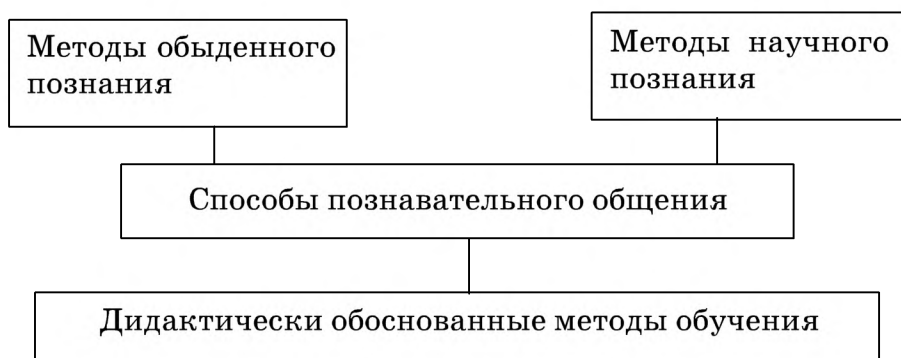 Методы обыденного
познания
Методы научного
познания
Способы познавательного общения
Дидактически обоснованные методы обучения